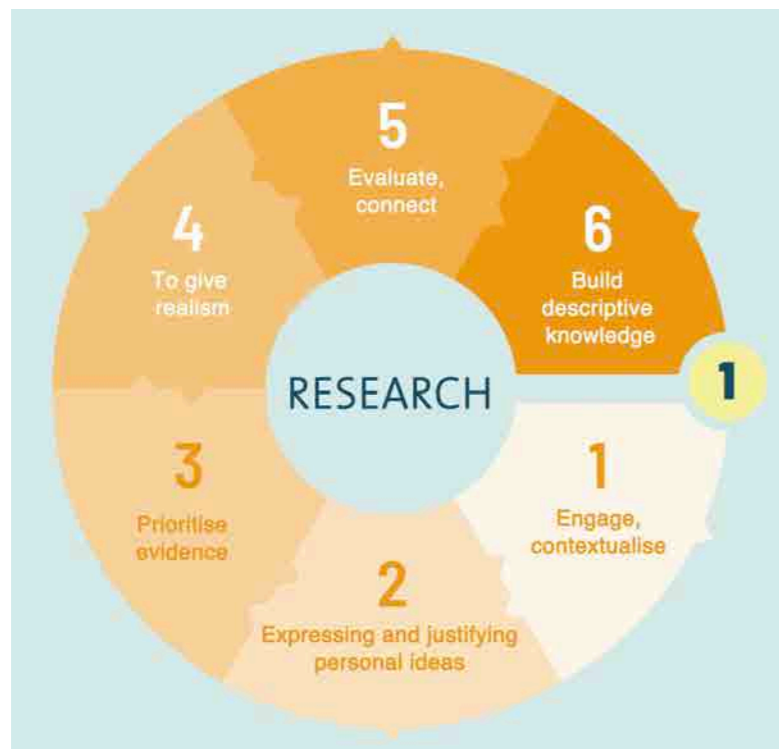 5
Evaluate,
connect
4
To give
realism
6
Build
descriptive
knowledge
RESEARCH
1
3
Prioritise
evidence
1
Engage,
contextualise
2
Expressing and justifying
personal ideas